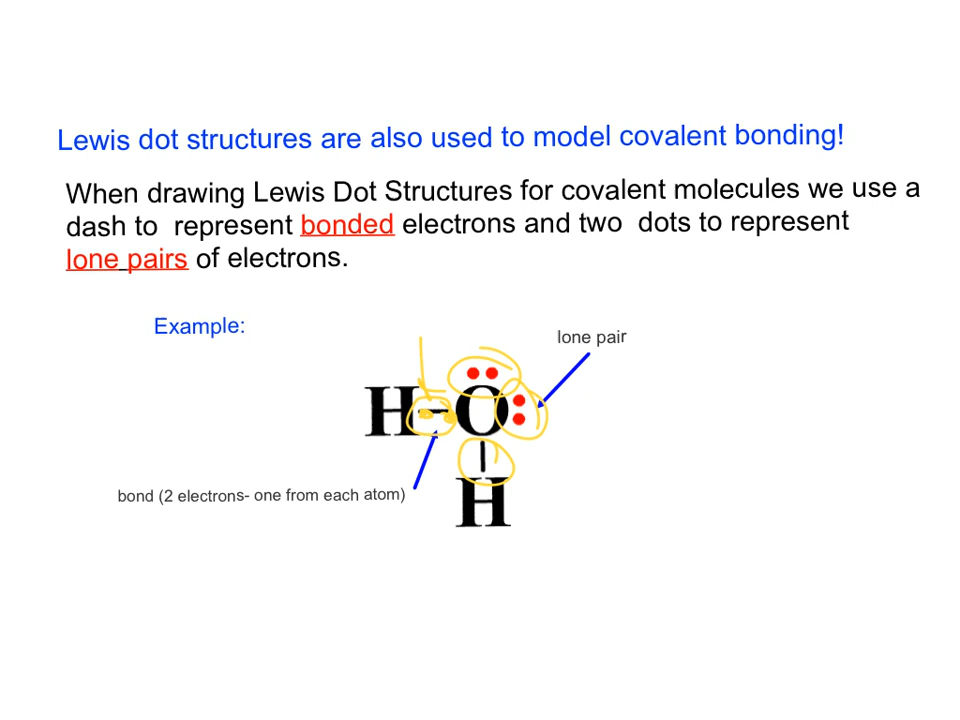 Lewis dot structures are also used to model covalent bonding!
When drawing Lewis Dot Structures for covalent molecules we use a
dash to represent bonded electrons and two dots to represent
lone pairs of electrons.
Example:
lone pair
H-O
H
bond (2 electrons- one from each atom)